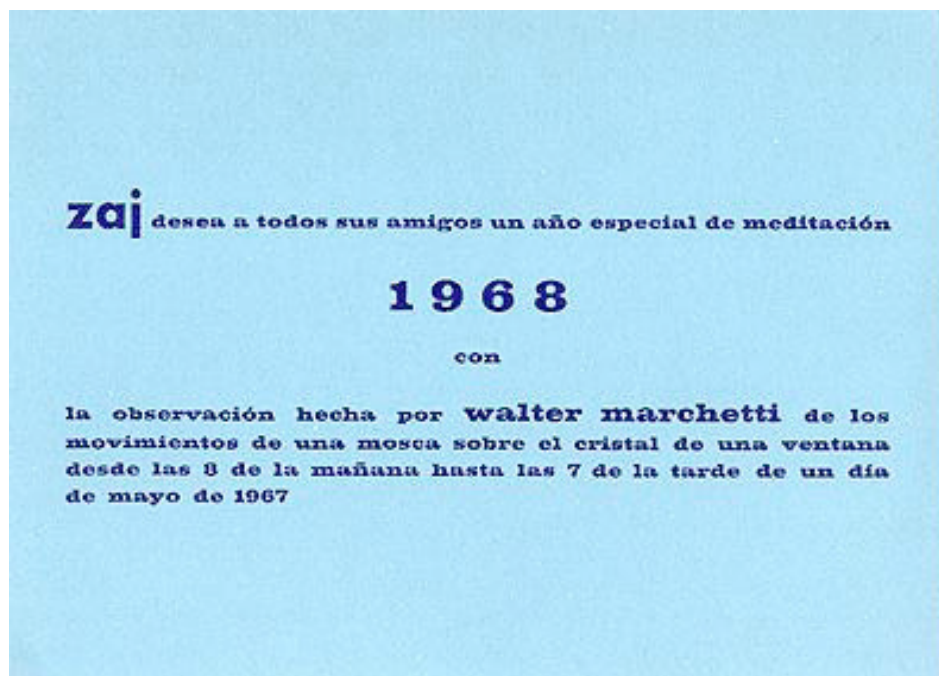 zaj desea a todos sus amigos un año especial de meditación
1968
con
la observación hecha por walter marchetti de los
movimientos de una mosca sobre el cristal de una ventana
desde las 8 de la mañana hasta las 7 de la tarde de un día
de mayo de 1967